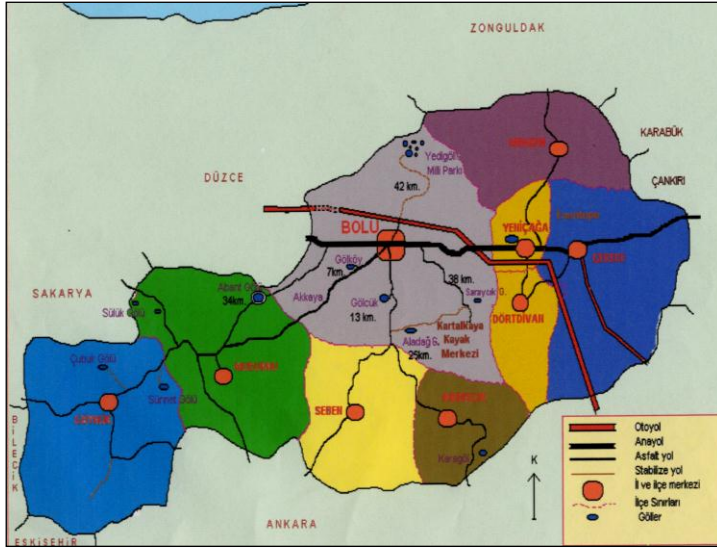 ZONGULDAK
KARABÜK
ÇANKIRI
DÜZCE
SAKARYA
BİLECİK
ESKİŞEHİR
ANKARA
Yedigöl
Milli Parkı
42 km.
BOLU
YENİÇAĞA
Gölköy
7km.
Abant Gölü
34km.
Akkaya
Gölcük
13 km.
38 km.
Saraycık G.
DÖRTDİVAN
Sülük Gölü
Aladağ G.
25km.
Kartalkaya
Kayak
Merkezi
Çubuk Gölü
Sünnet Gölü
SEBEN
Karagöl
K
Otoyol
Anayol
Asfalt yol
Stabilize yol
İl ve ilçe merkezi
İlçe Sınırları
Göller